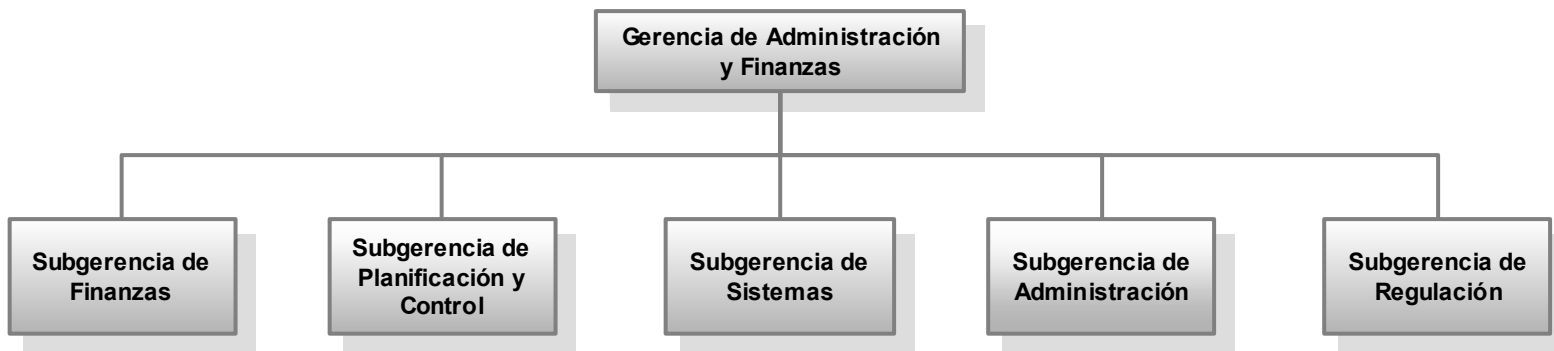 Gerencia de Administración
y Finanzas
Subgerencia de
Finanzas
Subgerencia de
Planificación y
Control
Subgerencia de
Sistemas
Subgerencia de
Administración
Subgerencia de
Regulación